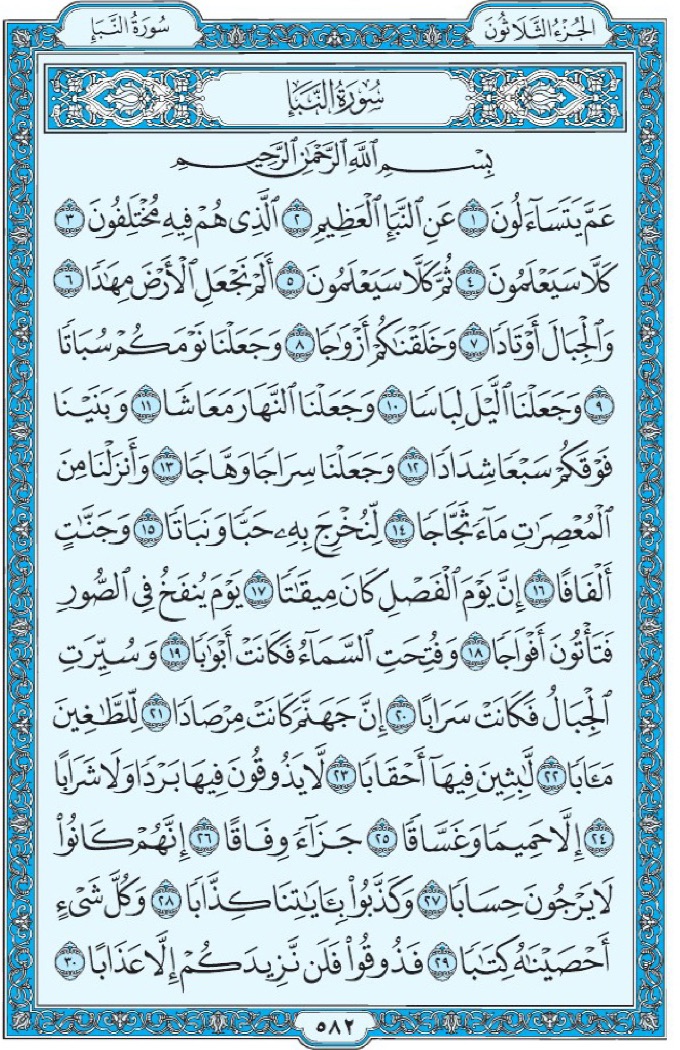 الجُزْءُ الثَّلَاثُونَ سُورَةُ النَّبَإِ
سُورَةُ النَّبَإِ
بِسْمِ ٱللَّهِ ٱلرَّحْمَٰنِ ٱلرَّحِيمِ
عَمَّ يَتَسَآءَلُونَ ١ عَنِ ٱلنَّبَإِ ٱلْعَظِيمِ ٢ ٱلَّذِى هُمْ فِيهِ مُخْتَلِفُونَ ٣
كَلَّا سَيَعْلَمُونَ ٤ ثُمَّ كَلَّا سَيَعْلَمُونَ ٥ أَلَمْ نَجْعَلِ ٱلْأَرْضَ مِهَٰدًا ٦
وَٱلْجِبَالَ أَوْتَادًا ٧ وَخَلَقْنَٰكُمْ أَزْوَٰجًا ٨ وَجَعَلْنَا نَوْمَكُمْ سُبَاتًا
٩ وَجَعَلْنَا ٱلَّيْلَ لِبَاسًا ١٠ وَجَعَلْنَا ٱلنَّهَارَ مَعَاشًا ١١ وَبَنَيْنَا
فَوْقَكُمْ سَبْعًا شِدَادًا ١٢ وَجَعَلْنَا سِرَاجًا وَهَّاجًا ١٣ وَأَنزَلْنَا مِنَ
ٱلْمُعْصِرَٰتِ مَآءً ثَجَّاجًا ١٤ لِّنُخْرِجَ بِهِۦ حَبًّا وَنَبَاتًا ١٥ وَجَنَّٰتٍ
أَلْفَافًا ١٦ إِنَّ يَوْمَ ٱلْفَصْلِ كَانَ مِيقَٰتًا ١٧ يَوْمَ يُنفَخُ فِى ٱلصُّورِ
فَتَأْتُونَ أَفْوَاجًا ١٨ وَفُتِحَتِ ٱلسَّمَآءُ فَكَانَتْ أَبْوَٰبًا ١٩ وَسُيِّرَتِ
ٱلْجِبَالُ فَكَانَتْ سَرَابًا ٢٠ إِنَّ جَهَنَّمَ كَانَتْ مِرْصَادًا ٢١ لِّلطَّٰغِينَ
مَـَٔابًا ٢٢ لَّٰبِثِينَ فِيهَآ أَحْقَابًا ٢٣ لَّا يَذُوقُونَ فِيهَا بَرْدًا وَلَا شَرَابًا
٢٤ إِلَّا حَمِيمًا وَغَسَّاقًا ٢٥ جَزَآءً وِفَاقًا ٢٦ إِنَّهُمْ كَانُوا۟
لَا يَرْجُونَ حِسَابًا ٢٧ وَكَذَّبُوا۟ بِـَٔايَٰتِنَا كِذَّابًا ٢٨ وَكُلَّ شَىْءٍ
أَحْصَيْنَٰهُ كِتَٰبًا ٢٩ فَذُوقُوا۟ فَلَن نَّزِيدَكُمْ إِلَّا عَذَابًا ٣٠
٥٨٢